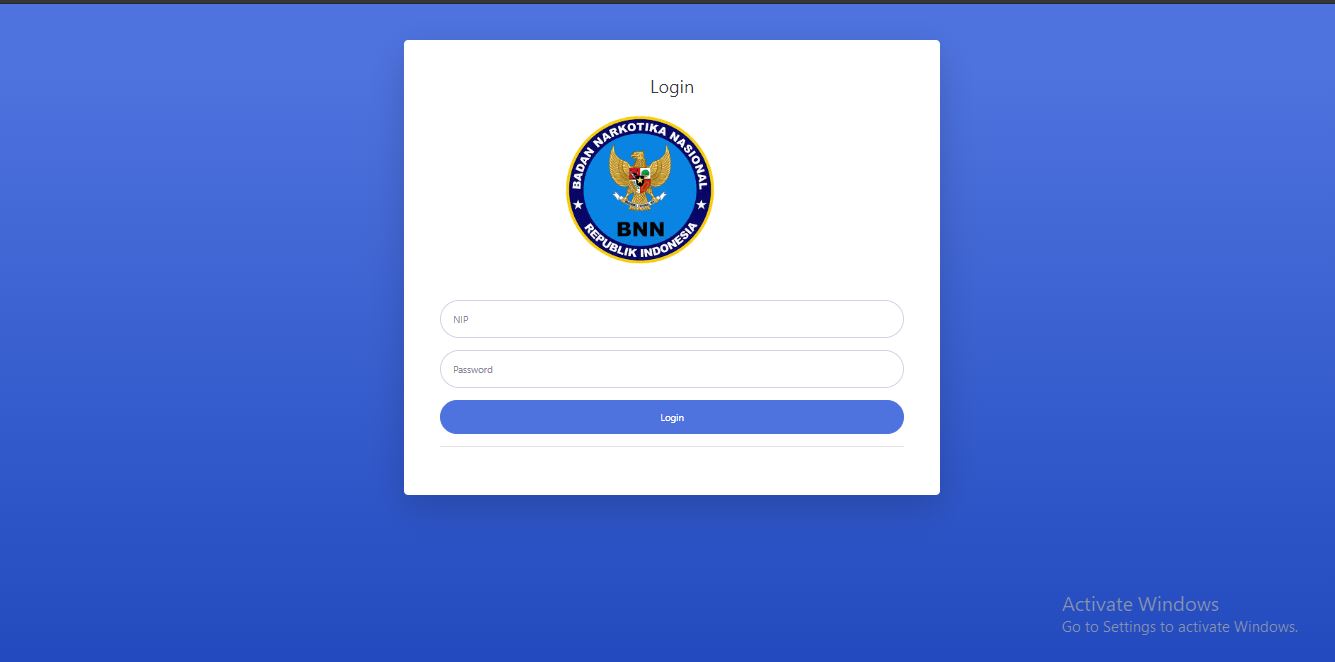 Login
BADAN NARKOTIKA NASIONAL
BNN
REPUBLIK INDONESIA
NIP
Password
Login
Activate Windows
Go to Settings to activate Windows.